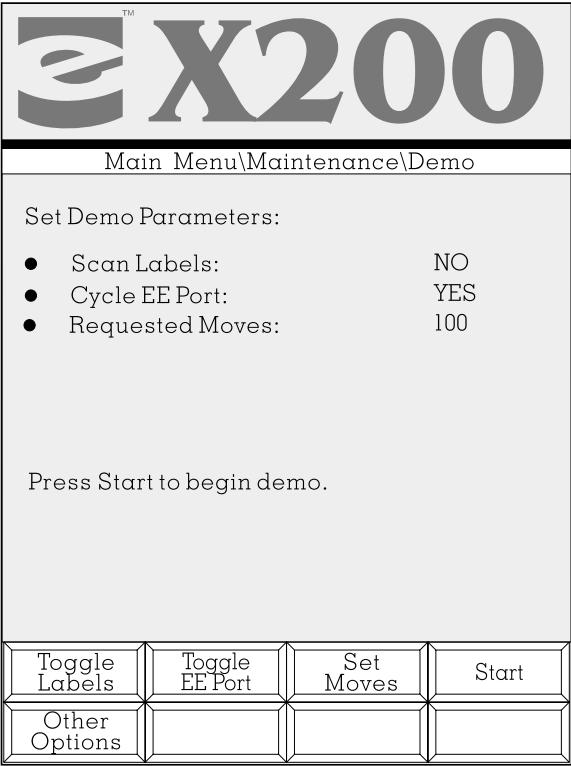 e X200 ™
Main Menu\Maintenance\Demo
Set Demo Parameters:
● Scan Labels: NO
● Cycle EE Port: YES
● Requested Moves: 100
Press Start to begin demo.
Toggle Labels
Toggle EE Port
Set Moves
Start
Other Options